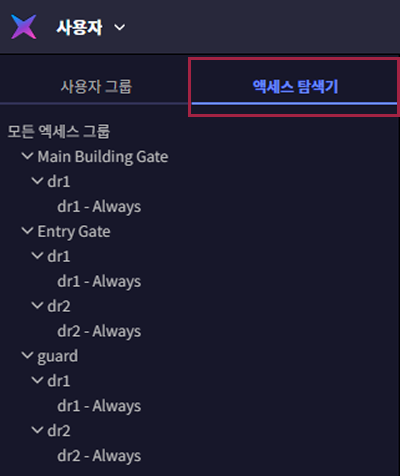 사용자
사용자 그룹
엑세스 탐색기
모든 엑세스 그룹
Main Building Gate
dr1
dr1 - Always
Entry Gate
dr1
dr1 - Always
dr2
dr2 - Always
guard
dr1
dr1 - Always
dr2
dr2 - Always